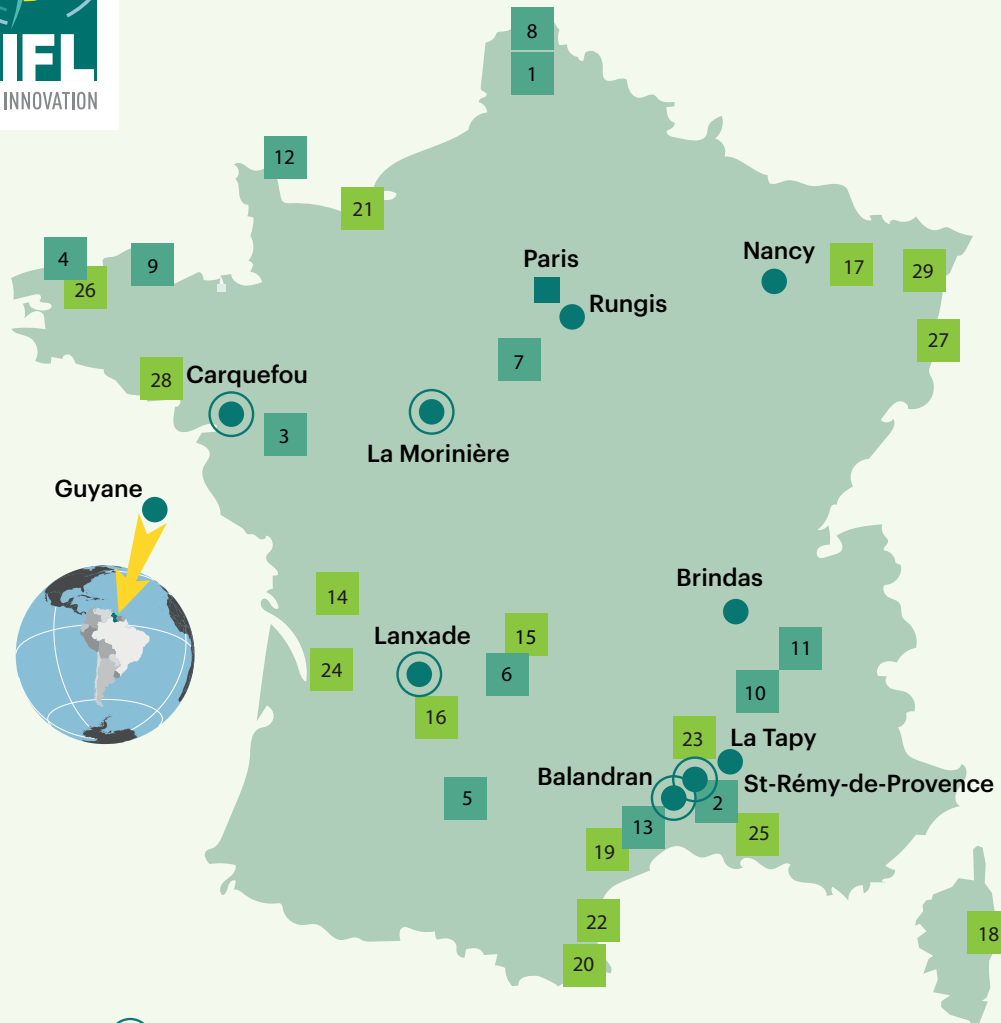 IFL
INNOVATION
8
1
12
21
4
9
26
Paris
Nancy
17
29
Rungis
27
7
28
Carquefou
3
La Morinière
Guyane
14
Brindas
Lanxade
15
11
24
6
10
16
23
La Tapy
Balandran
St-Rémy-de-Provence
5
2
13
25
19
22
18
20